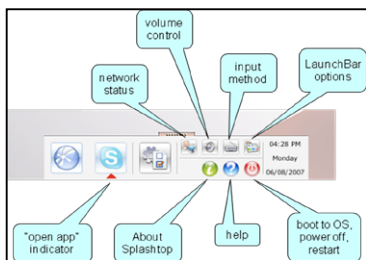 volume
control
network
status
input
method
LaunchBar
options
04:28 PM
Monday
06/08/2007
"open app"
indicator
About
Splashtop
help
boot to OS,
power off,
restart